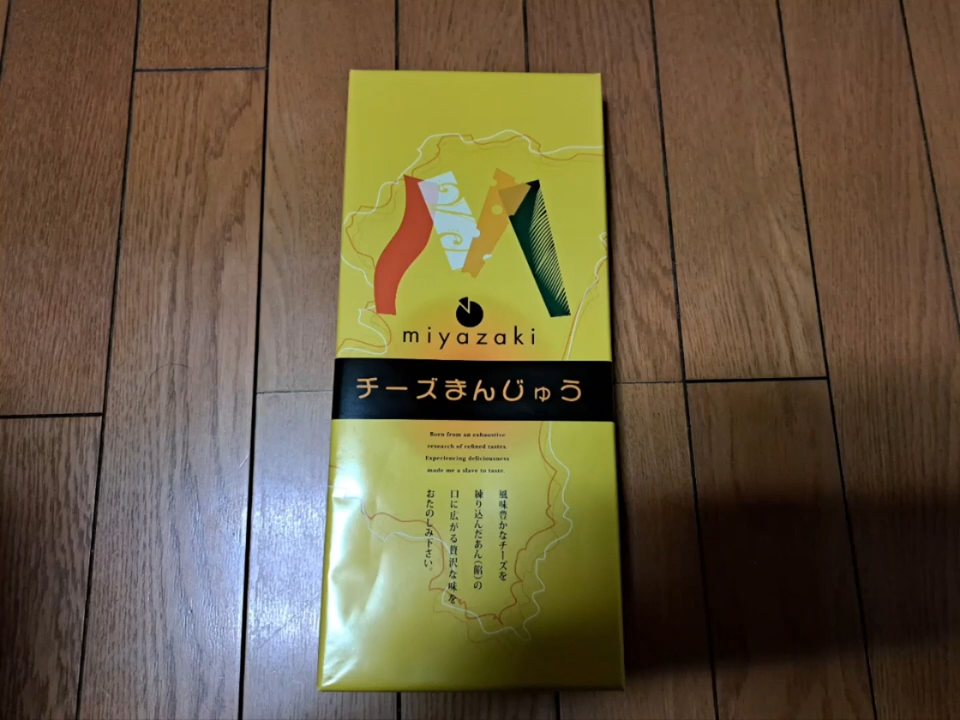 miyazaki
チーズまんじゅう
Born from an exhaustive
research of refined tastes.
Experiencing deliciousness
made me a slave to taste.
風味豊かなチーズを
練り込んだあん(餡)の
口に広がる贅沢な味を
おたのしみ下さい。